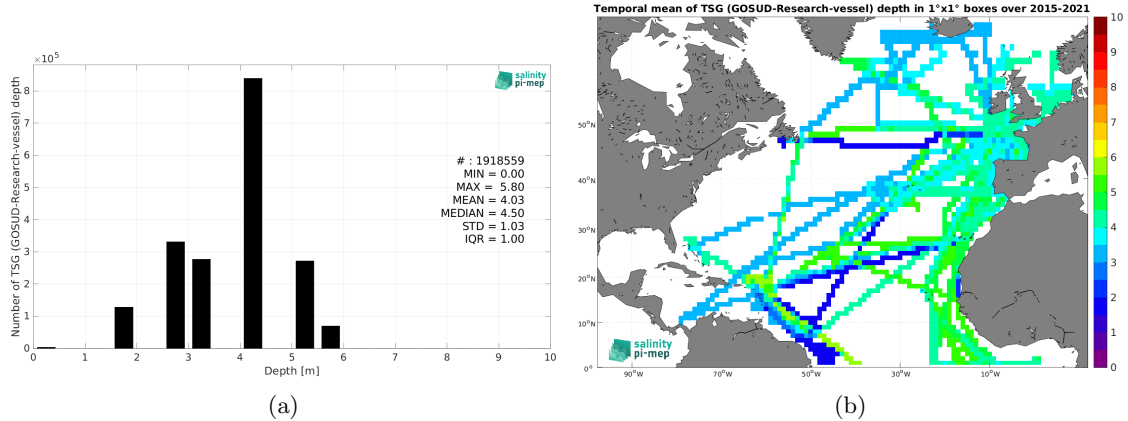 Temporal mean of TSG (GOSUD-Research-vessel) depth in 1°x1° boxes over 2015-2021
×10⁵
Number of TSG (GOSUD-Research-vessel) depth
8
7
6
5
4
3
2
1
0
salinity
pi-mep
# : 1918559
MIN = 0.00
MAX = 5.80
MEAN = 4.03
MEDIAN = 4.50
STD = 1.03
IQR = 1.00
0 1 2 3 4 5 6 7 8 9 10
Depth [m]
(a)
50°N
40°N
30°N
20°N
10°N
0°
90°W 70°W 50°W 30°W 10°W
salinity
pi-mep
10
9
8
7
6
5
4
3
2
1
0
(b)